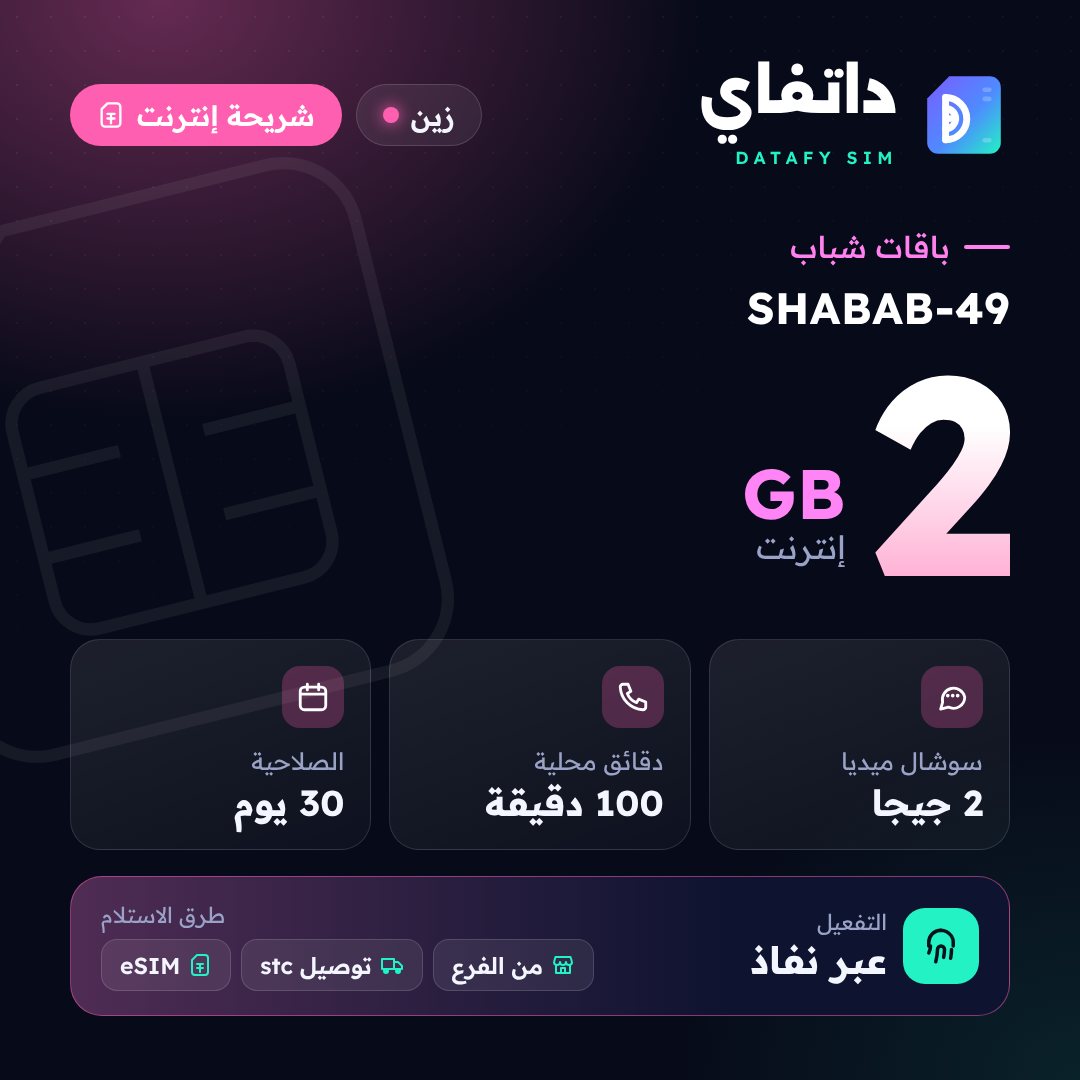 داتفاي
DATAFY SIM
زين
شريحة إنترنت
باقات شباب
SHABAB-49
2
GB
إنترنت
سوشال ميديا
2 جيجا
دقائق محلية
100 دقيقة
الصلاحية
30 يوم
التفعيل
عبر نفاذ
طرق الاستلام
من الفرع
توصيل stc
eSIM